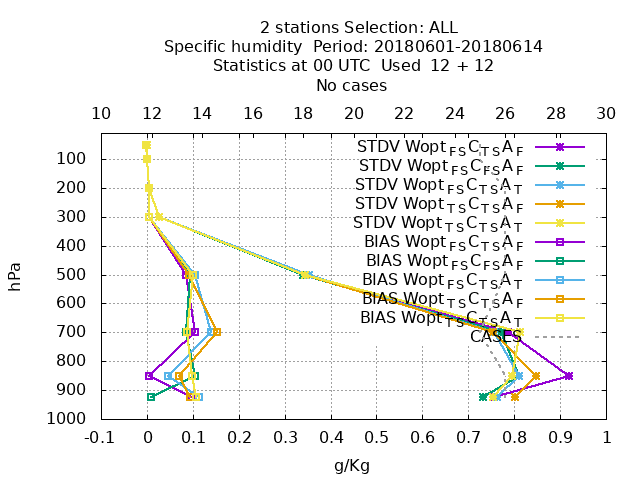 2 stations Selection: ALL
Specific humidity  Period: 20180601-20180614
Statistics at 00 UTC  Used  12 + 12
No cases
10 12 14 16 18 20 22 24 26 28 30
STDV Wopt FS C TS A F
STDV Wopt FS C FS A F
STDV Wopt FS C TS A T
STDV Wopt TS C TS A F
STDV Wopt TS C TS A T
BIAS Wopt FS C TS A F
BIAS Wopt FS C FS A F
BIAS Wopt FS C TS A T
BIAS Wopt TS C TS A F
BIAS Wopt TS C TS A T
CASES
100
200
300
400
500
600
700
800
900
1000
hPa
-0.1 0 0.1 0.2 0.3 0.4 0.5 0.6 0.7 0.8 0.9 1
g/Kg